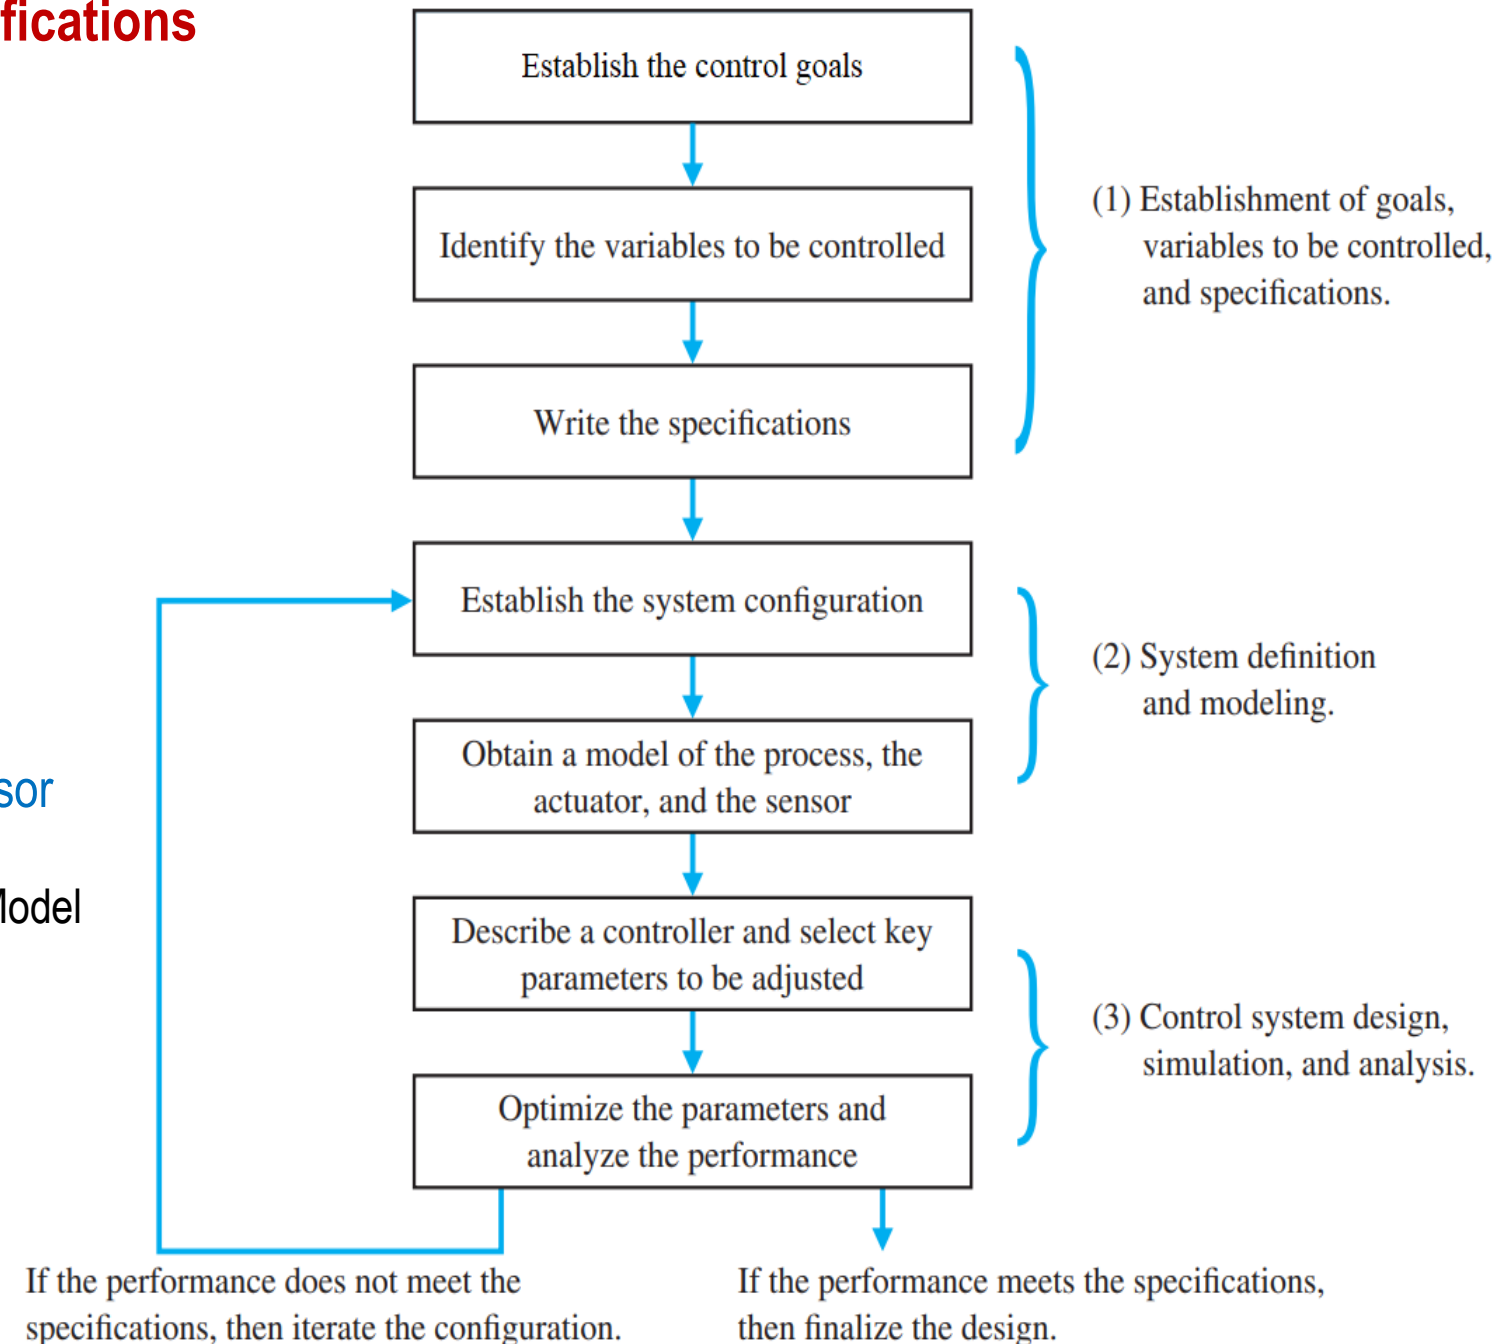 fications
Establish the control goals
Identify the variables to be controlled
Write the specifications
(1) Establishment of goals,
variables to be controlled,
and specifications.
Establish the system configuration
Obtain a model of the process, the
actuator, and the sensor
(2) System definition
and modeling.
sor
Model
Describe a controller and select key
parameters to be adjusted
Optimize the parameters and
analyze the performance
(3) Control system design,
simulation, and analysis.
If the performance does not meet the
specifications, then iterate the configuration.
If the performance meets the specifications,
then finalize the design.